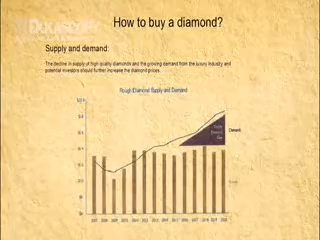 DUKASCOPY
How to buy a diamond?
Supply and demand:
The decline in supply of high quality diamonds and the growing demand from the luxury industry and
potential investors should further increase the diamond prices.
Rough Diamond Supply and Demand
Demand